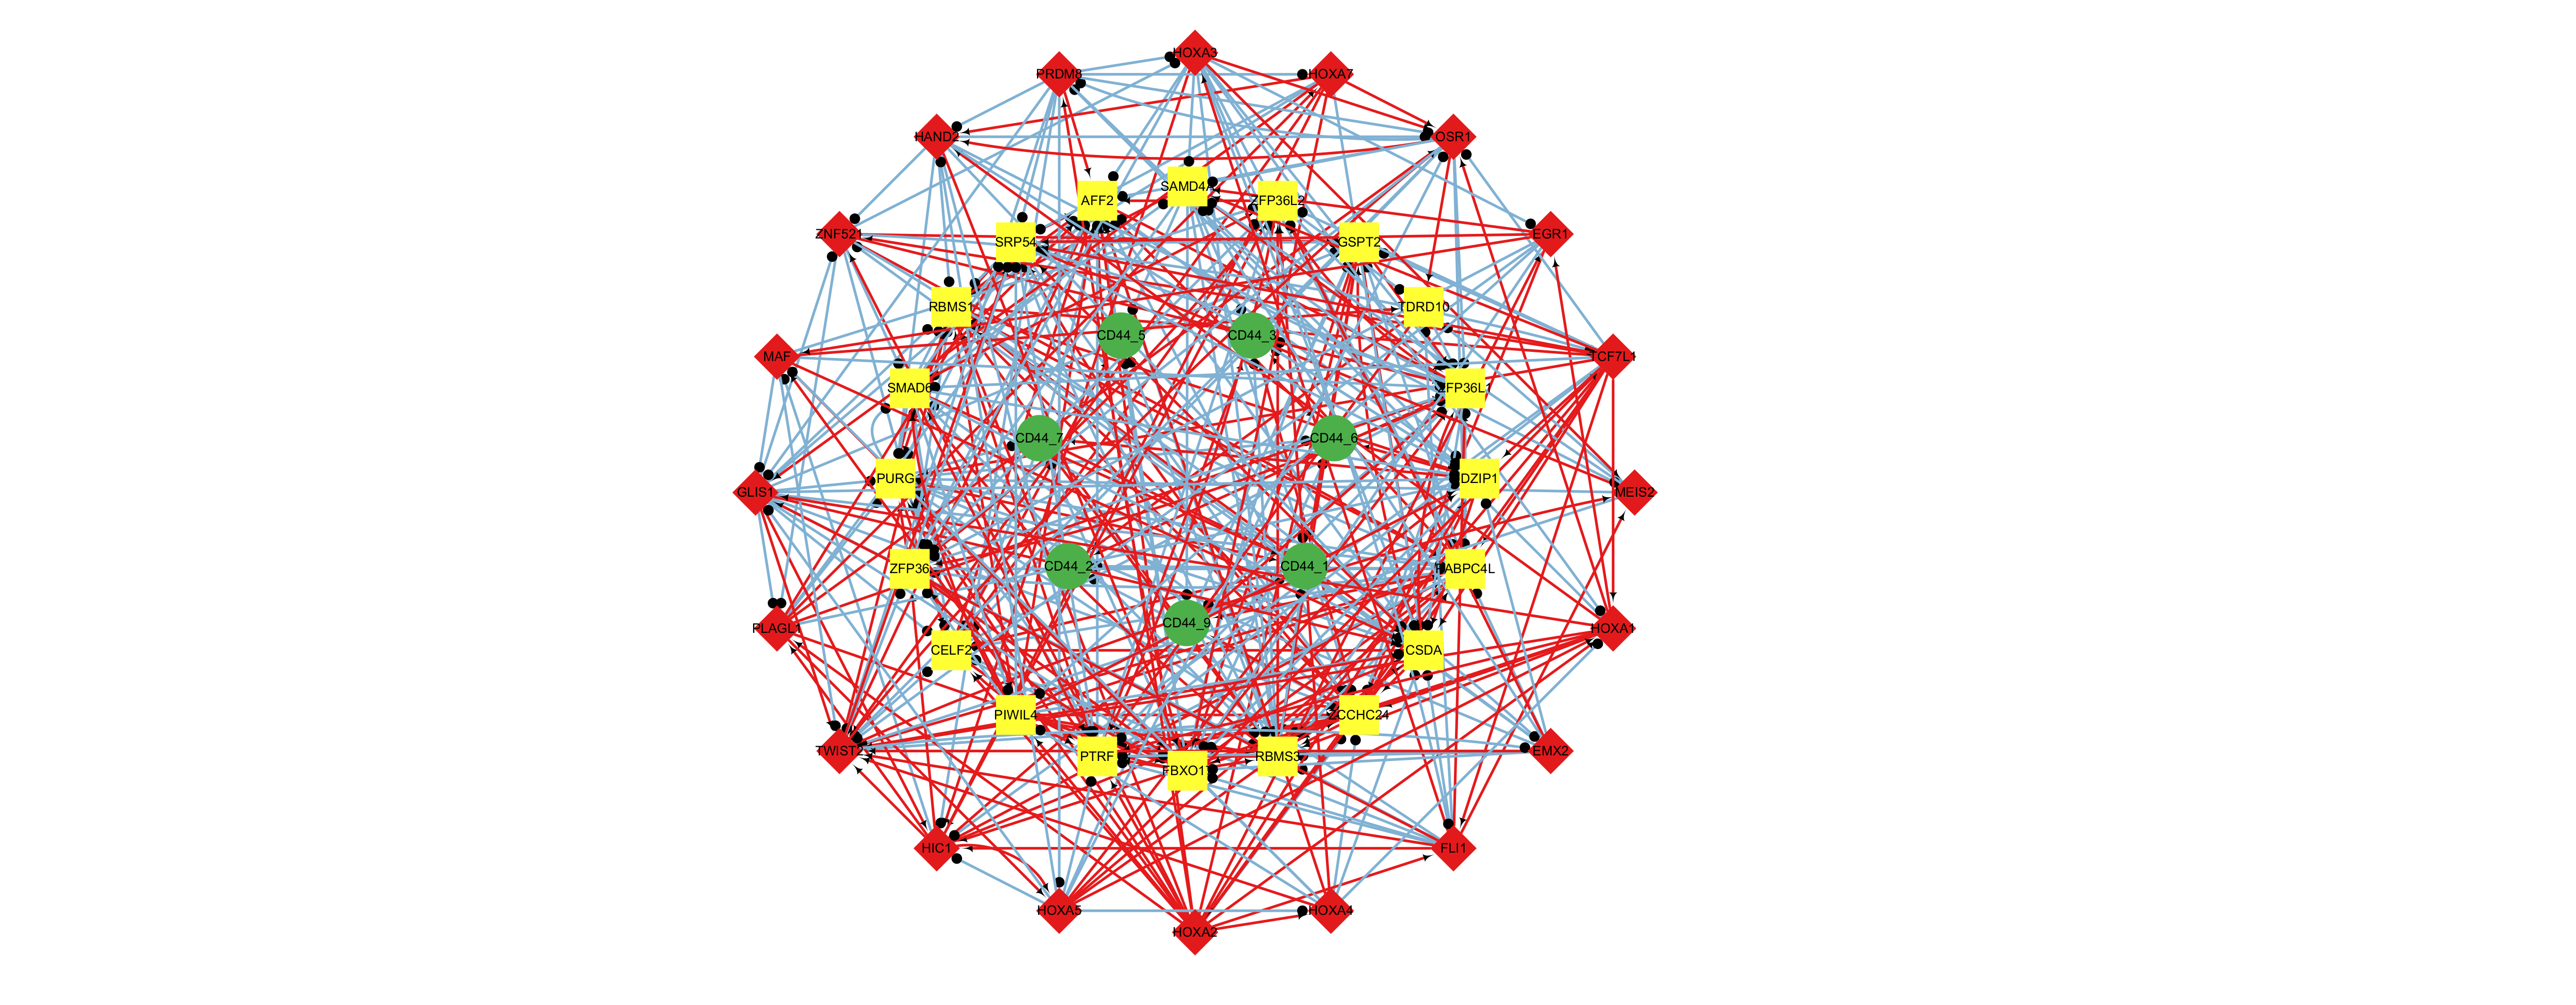 HOXA3
PRDM8
HOXA7
HAND2
OSR1
SAMD4A
AFF2
ZFP36L2
ZNF521
EGR1
SRP54
GSPT2
RBMS1
TDRD10
CD44_5
CD44_3
MAF
TCF7L1
SMAD6
ZFP36L1
CD44_7
CD44_6
PURG
DZIP1
GLIS1
MEIS2
CD44_2
CD44_1
ZFP36
PABPC4L
CD44_9
PLAGL1
HOXA1
CELF2
CSDA
PIWIL4
ZCCHC24
TWIST2
EMX2
PTRF
RBMS3
HIC1
FLI1
HOXA5
HOXA4
HOXA2